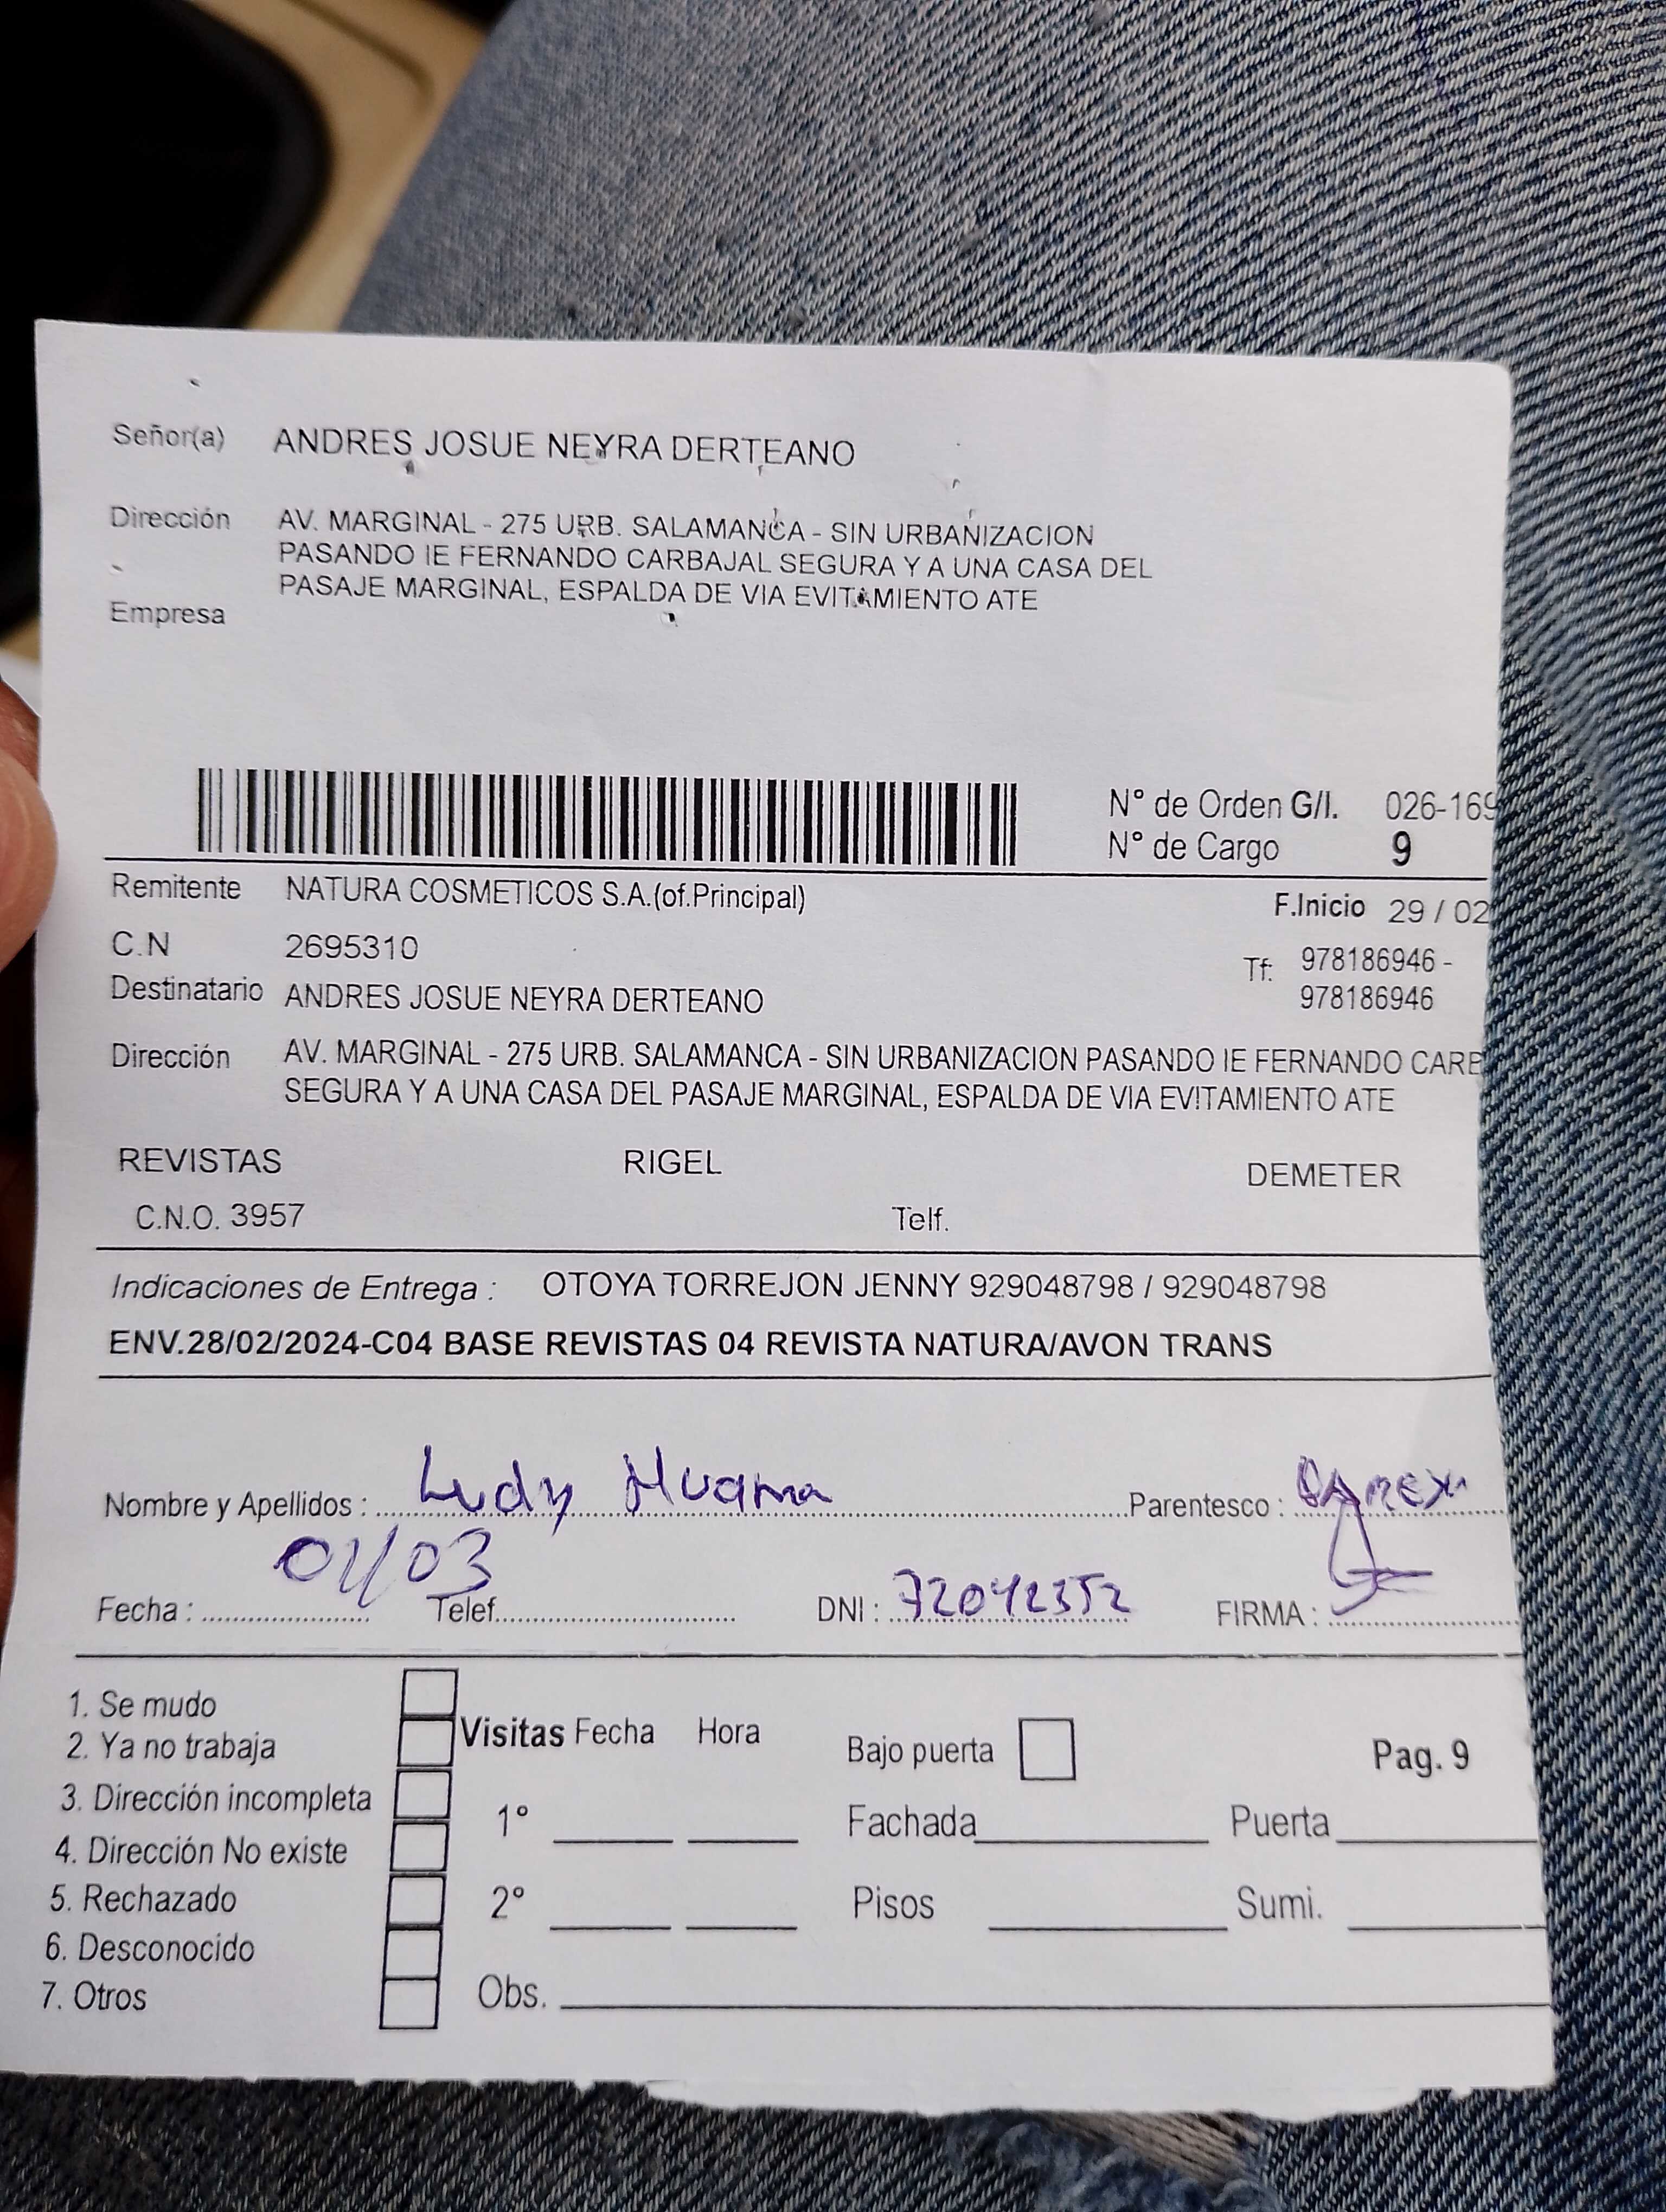 Señor(a) ANDRES JOSUE NEYRA DERTEANO
Dirección AV. MARGINAL - 275 URB. SALAMANCA - SIN URBANIZACION
PASANDO IE FERNANDO CARBAJAL SEGURA Y A UNA CASA DEL
PASAJE MARGINAL, ESPALDA DE VIA EVITAMIENTO ATE
Empresa
N° de Orden G/I. 026-169
N° de Cargo 9
Remitente NATURA COSMETICOS S.A.(of.Principal) F.Inicio 29 / 02
C.N 2695310 Tf: 978186946 -
978186946
Destinatario ANDRES JOSUE NEYRA DERTEANO
Dirección AV. MARGINAL - 275 URB. SALAMANCA - SIN URBANIZACION PASANDO IE FERNANDO CARB
SEGURA Y A UNA CASA DEL PASAJE MARGINAL, ESPALDA DE VIA EVITAMIENTO ATE
REVISTAS RIGEL DEMETER
C.N.O. 3957 Telf.
Indicaciones de Entrega : OTOYA TORREJON JENNY 929048798 / 929048798
ENV.28/02/2024-C04 BASE REVISTAS 04 REVISTA NATURA/AVON TRANS
Nombre y Apellidos : Ludy Huama Parentesco :
Fecha : 01/03 Telef. DNI : 72042352 FIRMA :
1. Se mudo
2. Ya no trabaja Visitas Fecha Hora Bajo puerta Pag. 9
3. Dirección incompleta 1° Fachada Puerta
4. Dirección No existe
5. Rechazado 2° Pisos Sumi.
6. Desconocido
7. Otros Obs.